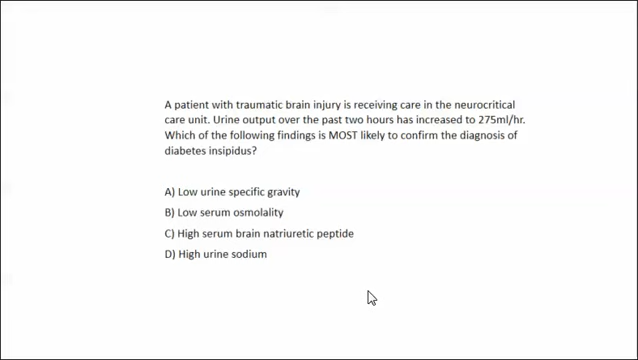 A patient with traumatic brain injury is receiving care in the neurocritical
care unit. Urine output over the past two hours has increased to 275ml/hr.
Which of the following findings is MOST likely to confirm the diagnosis of
diabetes insipidus?
A) Low urine specific gravity
B) Low serum osmolality
C) High serum brain natriuretic peptide
D) High urine sodium